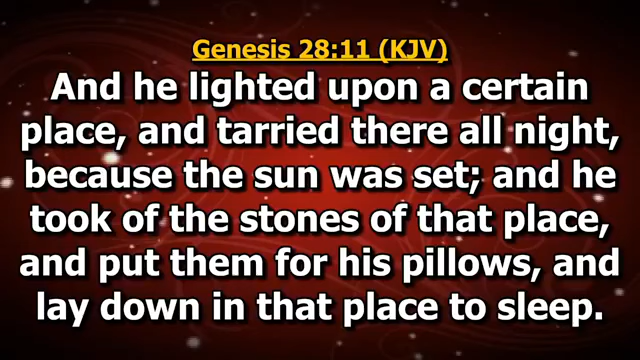 Genesis 28:11 (KJV)
And he lighted upon a certain
place, and tarried there all night,
because the sun was set; and he
took of the stones of that place,
and put them for his pillows, and
lay down in that place to sleep.